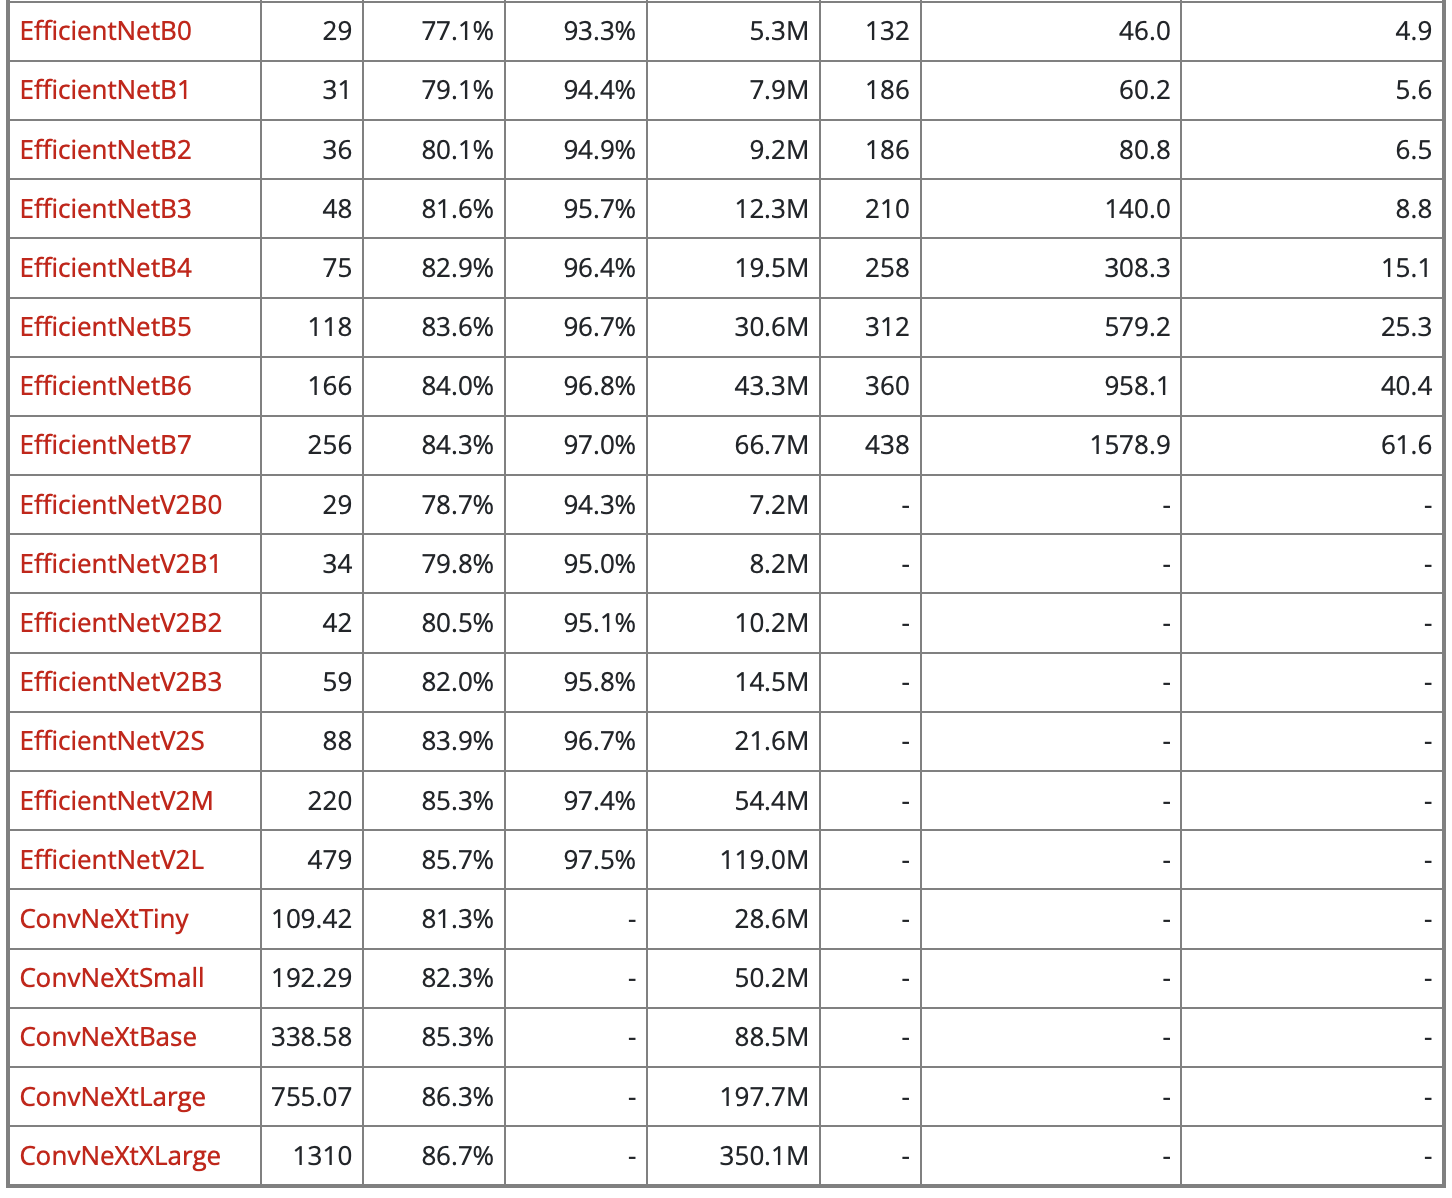 EfficientNetB0 29 77.1% 93.3% 5.3M 132 46.0 4.9
EfficientNetB1 31 79.1% 94.4% 7.9M 186 60.2 5.6
EfficientNetB2 36 80.1% 94.9% 9.2M 186 80.8 6.5
EfficientNetB3 48 81.6% 95.7% 12.3M 210 140.0 8.8
EfficientNetB4 75 82.9% 96.4% 19.5M 258 308.3 15.1
EfficientNetB5 118 83.6% 96.7% 30.6M 312 579.2 25.3
EfficientNetB6 166 84.0% 96.8% 43.3M 360 958.1 40.4
EfficientNetB7 256 84.3% 97.0% 66.7M 438 1578.9 61.6
EfficientNetV2B0 29 78.7% 94.3% 7.2M - - -
EfficientNetV2B1 34 79.8% 95.0% 8.2M - - -
EfficientNetV2B2 42 80.5% 95.1% 10.2M - - -
EfficientNetV2B3 59 82.0% 95.8% 14.5M - - -
EfficientNetV2S 88 83.9% 96.7% 21.6M - - -
EfficientNetV2M 220 85.3% 97.4% 54.4M - - -
EfficientNetV2L 479 85.7% 97.5% 119.0M - - -
ConvNeXtTiny 109.42 81.3% - 28.6M - - -
ConvNeXtSmall 192.29 82.3% - 50.2M - - -
ConvNeXtBase 338.58 85.3% - 88.5M - - -
ConvNeXtLarge 755.07 86.3% - 197.7M - - -
ConvNeXtXLarge 1310 86.7% - 350.1M - - -